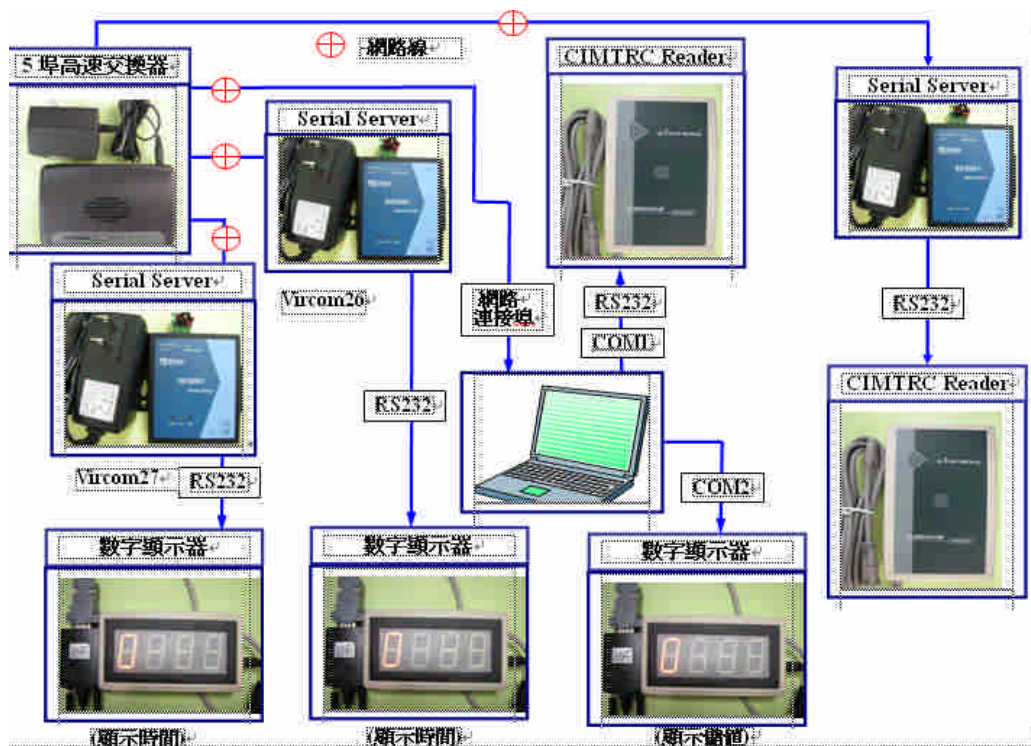 網路線
5 埠高速交換器
CIMTRC Reader
Serial Server
Serial Server
Serial Server
Vircom26
網路
連接線
RS232
COM1
RS232
CIMTRC Reader
RS232
Vircom27
RS232
COM2
數字顯示器
數字顯示器
數字顯示器
(顯示時間)
(顯示時間)
(顯示儲值)